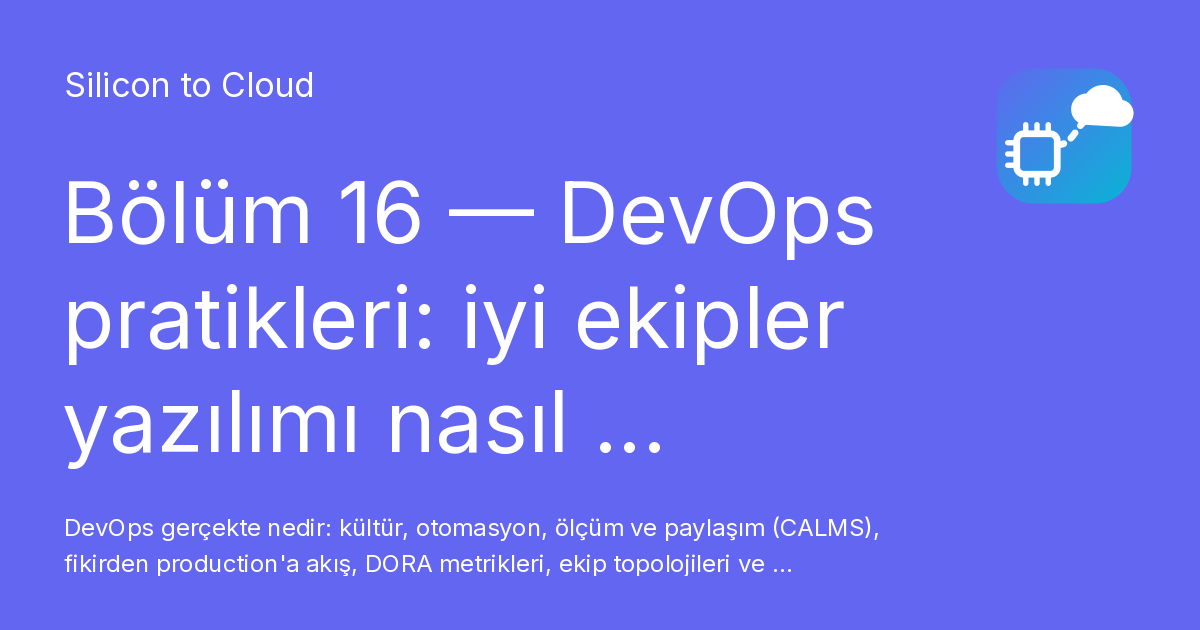 Silicon to Cloud
Bölüm 16 — DevOps
pratikleri: iyi ekipler
yazılımı nasıl ...
DevOps gerçekte nedir: kültür, otomasyon, ölçüm ve paylaşım (CALMS),
fikirden production'a akış, DORA metrikleri, ekip topolojileri ve ...